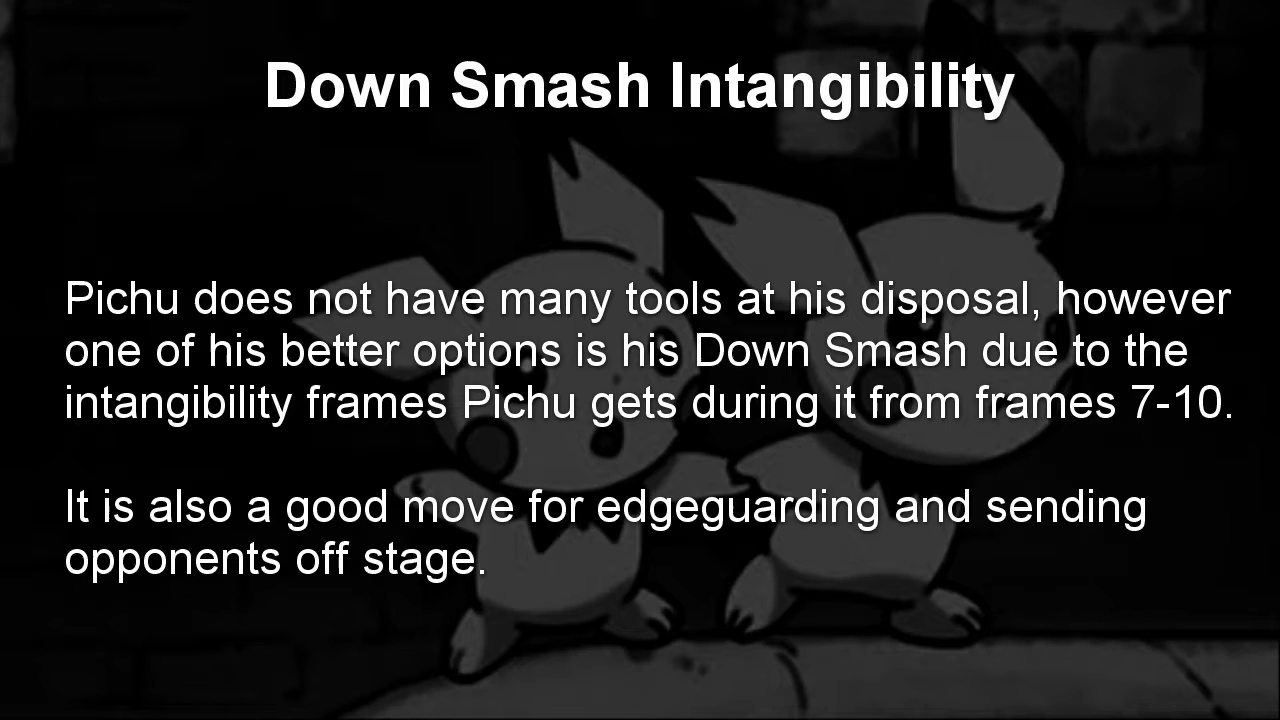 Down Smash Intangibility
Pichu does not have many tools at his disposal, however
one of his better options is his Down Smash due to the
intangibility frames Pichu gets during it from frames 7-10.
It is also a good move for edgeguarding and sending
opponents off stage.